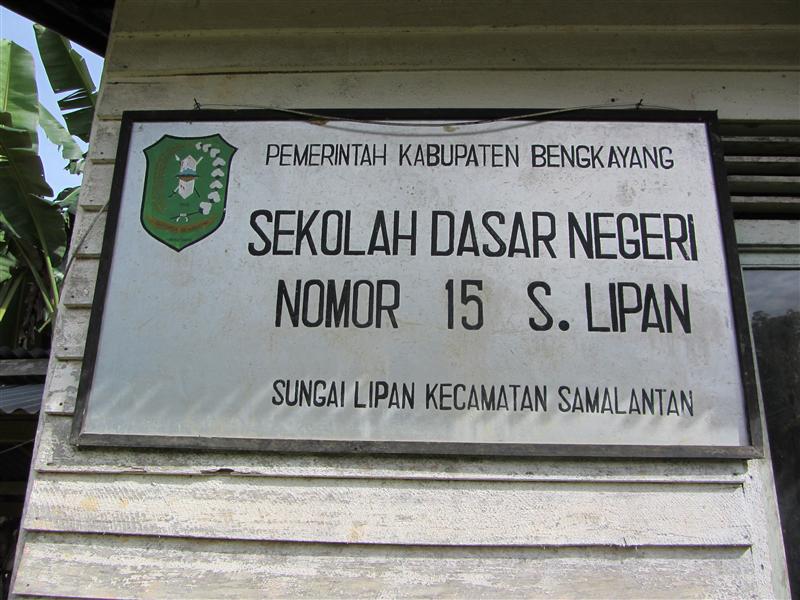 PEMERINTAH KABUPATEN BENGKAYANG
SEKOLAH DASAR NEGERI
NOMOR 15 S. LIPAN
SUNGAI LIPAN KECAMATAN SAMALANTAN